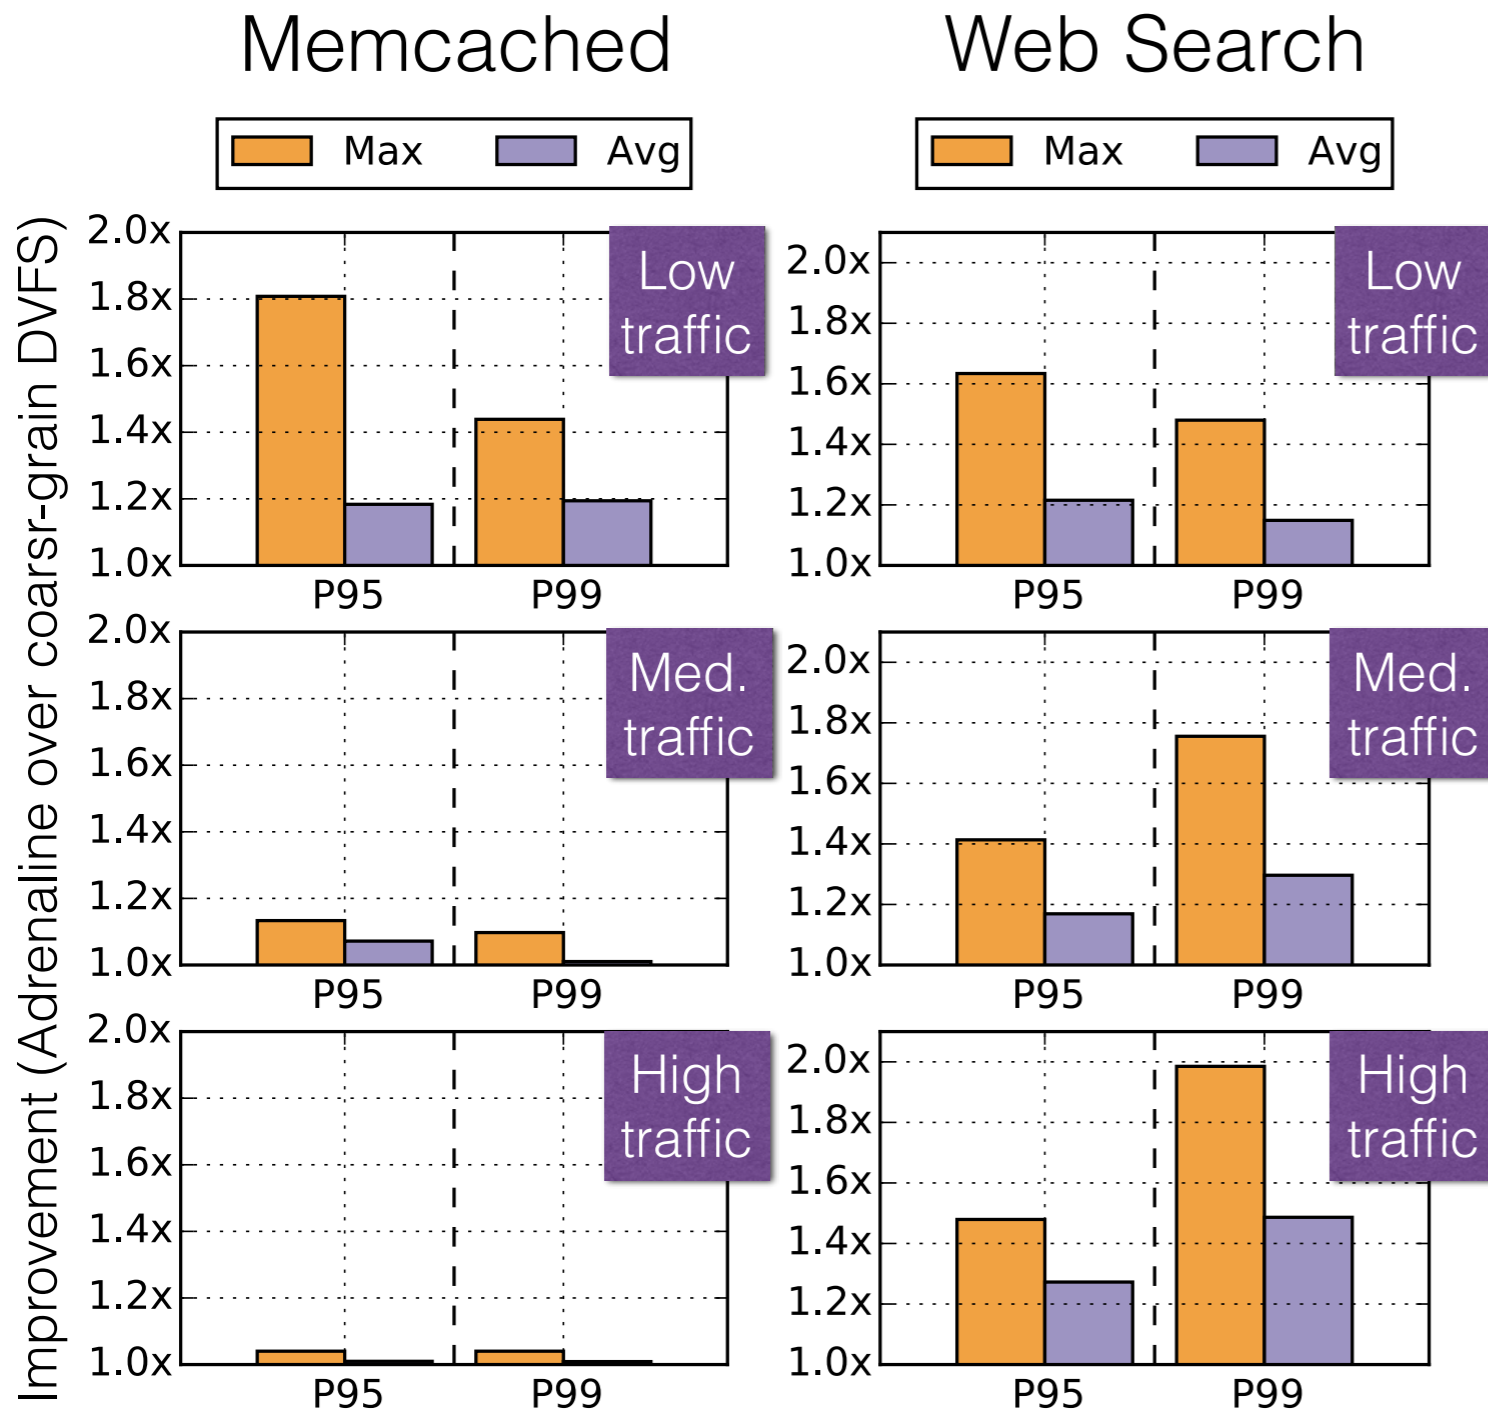 Memcached
Web Search
Max
Avg
Max
Avg
Improvement (Adrenaline over coarsr-grain DVFS)
2.0x
1.8x
1.6x
1.4x
1.2x
1.0x
P95
P99
Low
traffic
2.0x
1.8x
1.6x
1.4x
1.2x
1.0x
P95
P99
Low
traffic
2.0x
1.8x
1.6x
1.4x
1.2x
1.0x
P95
P99
Med.
traffic
2.0x
1.8x
1.6x
1.4x
1.2x
1.0x
P95
P99
Med.
traffic
2.0x
1.8x
1.6x
1.4x
1.2x
1.0x
P95
P99
High
traffic
2.0x
1.8x
1.6x
1.4x
1.2x
1.0x
P95
P99
High
traffic